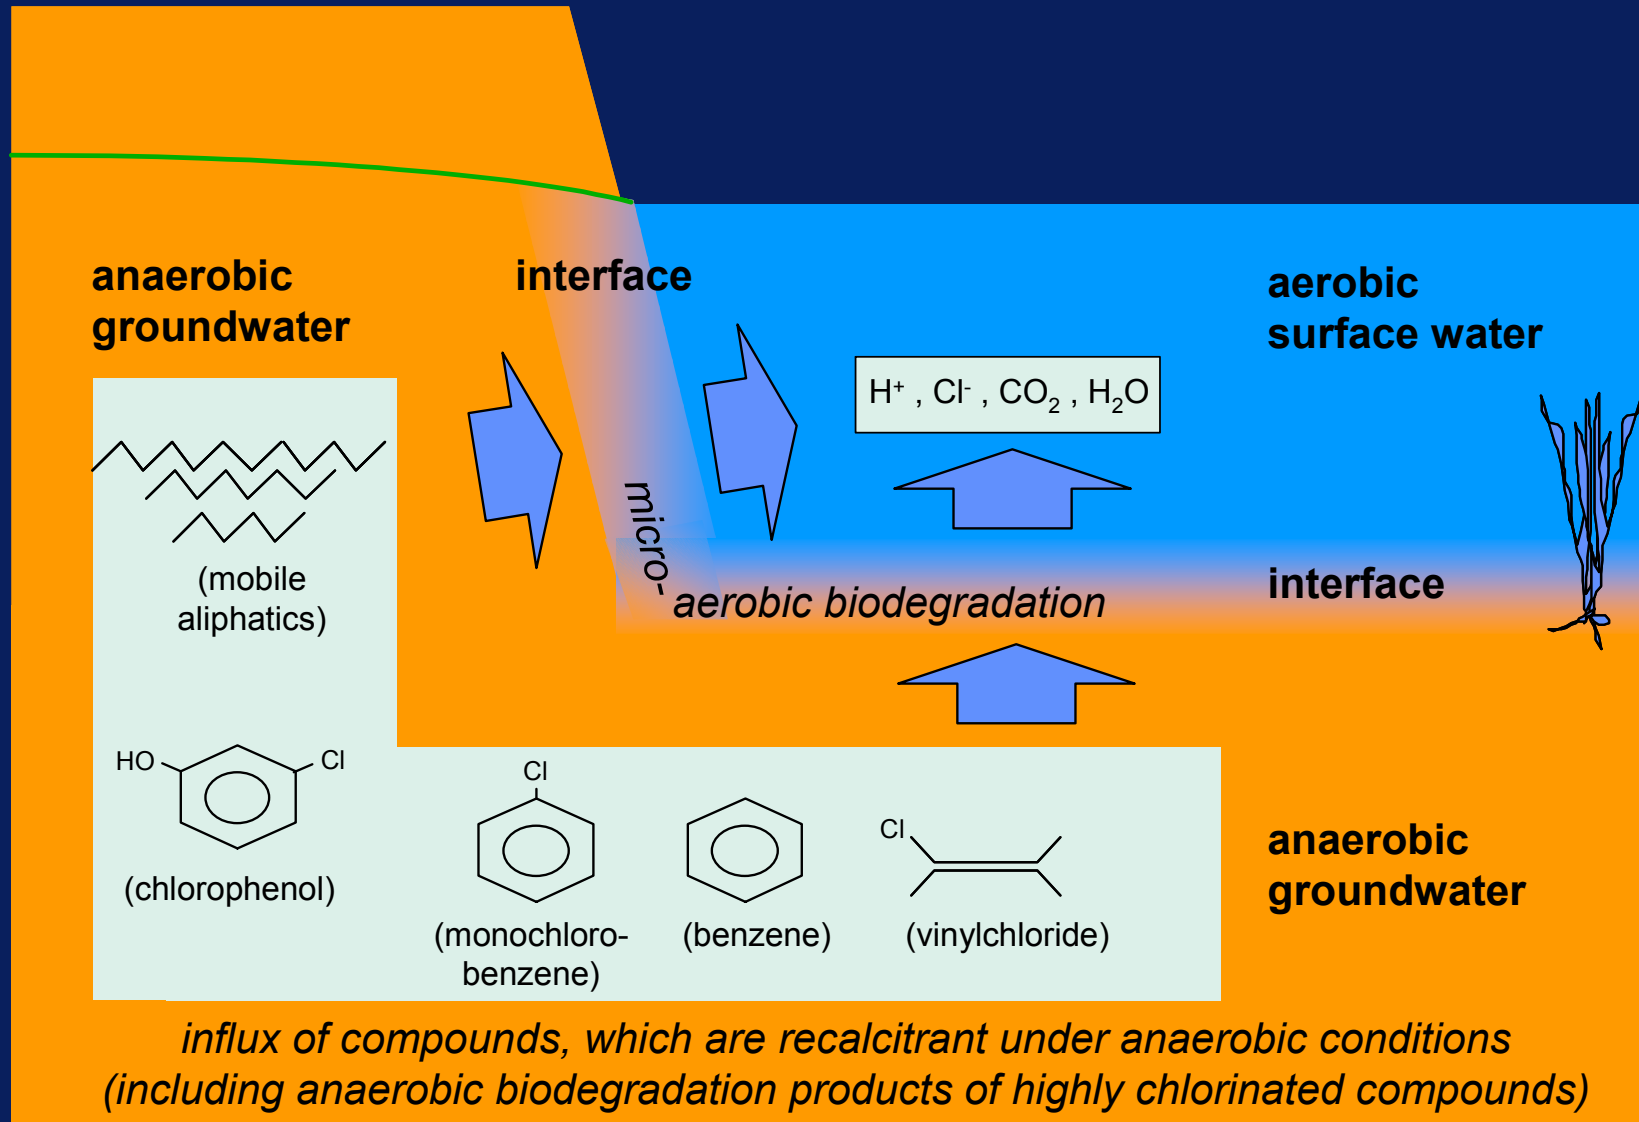 anaerobic
groundwater
interface
aerobic
surface water
H⁺ , Cl⁻ , CO₂ , H₂O
micro-
aerobic biodegradation
interface
(mobile
aliphatics)
HO
Cl
(chlorophenol)
Cl
(monochloro-
benzene)
(benzene)
Cl
(vinylchloride)
anaerobic
groundwater
influx of compounds, which are recalcitrant under anaerobic conditions
(including anaerobic biodegradation products of highly chlorinated compounds)